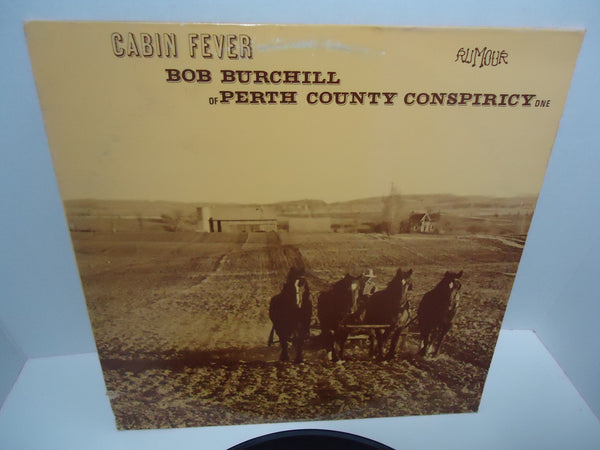 CABIN FEVER
RUMOUR
BOB BURCHILL
OF PERTH COUNTY CONSPIRICY ONE